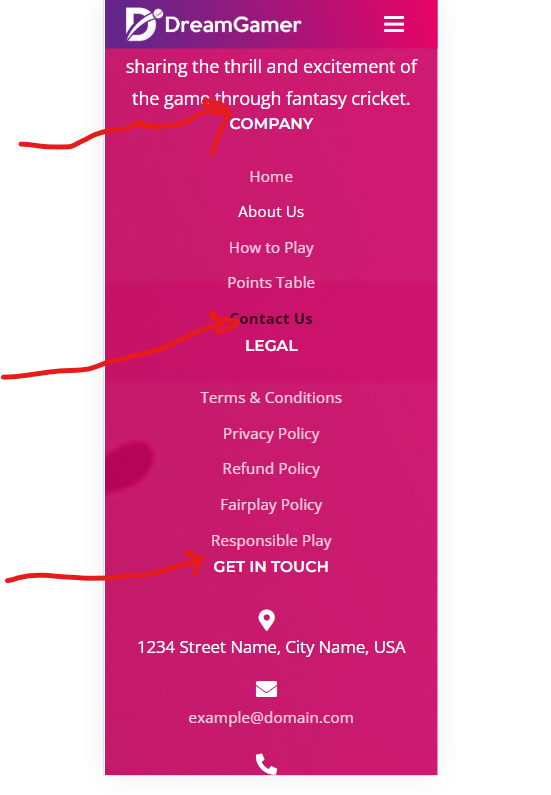 DreamGamer
sharing the thrill and excitement of
the game through fantasy cricket.
COMPANY
Home
About Us
How to Play
Points Table
Contact Us
LEGAL
Terms & Conditions
Privacy Policy
Refund Policy
Fairplay Policy
Responsible Play
GET IN TOUCH
1234 Street Name, City Name, USA
example@domain.com